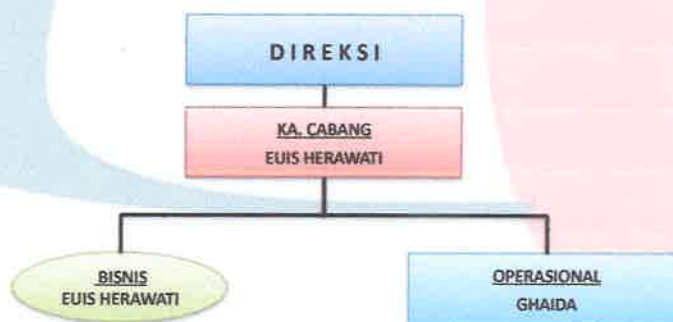 DIREKSI
KA. CABANG
EUIS HERAWATI
BISNIS
EUIS HERAWATI
OPERASIONAL
GHAIDA